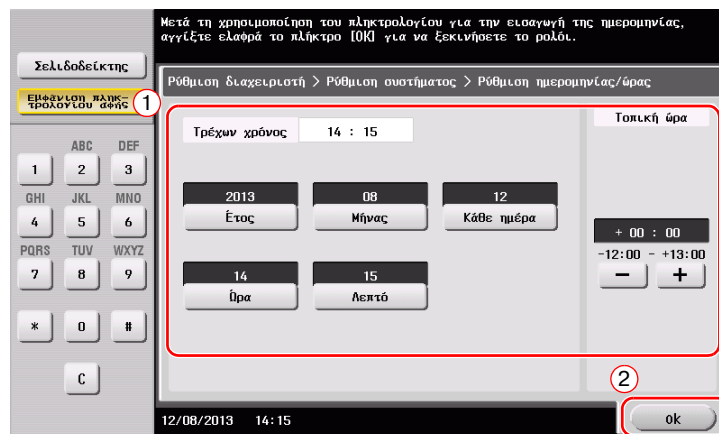 Μετά τη χρησιμοποίηση του πληκτρολογίου για την εισαγωγή της ημερομηνίας,
αγγίξτε ελαφρά το πλήκτρο [OK] για να ξεκινήσετε το ρολόι.
Σελιδοδείκτης
Εμφάνιση πληκ-
τρολογίου αφής
1
Ρύθμιση διαχειριστή > Ρύθμιση συστήματος > Ρύθμιση ημερομηνίας/ώρας
Τρέχων χρόνος 14 : 15
Τοπική ώρα
ABC DEF
1 2 3
GHI JKL MNO
4 5 6
PQRS TUV WXYZ
7 8 9
* 0 #
C
2013 08 12
Έτος Μήνας Κάθε ημέρα
14 15
Ώρα Λεπτό
+ 00 : 00
-12:00 - +13:00
− +
2
12/08/2013 14:15
ok